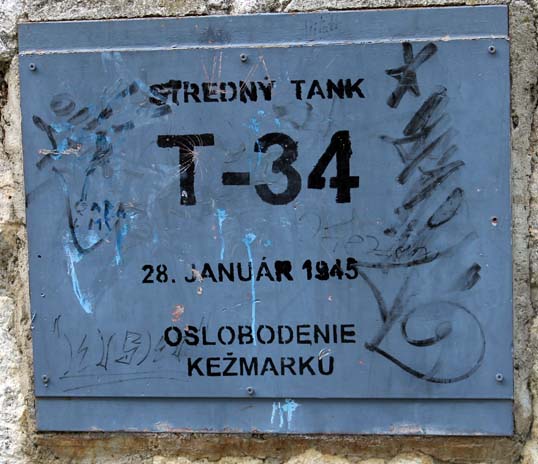 STREDNÝ TANK
T-34
28. JANUÁR 1945
OSLOBODENIE
KEŽMARKU